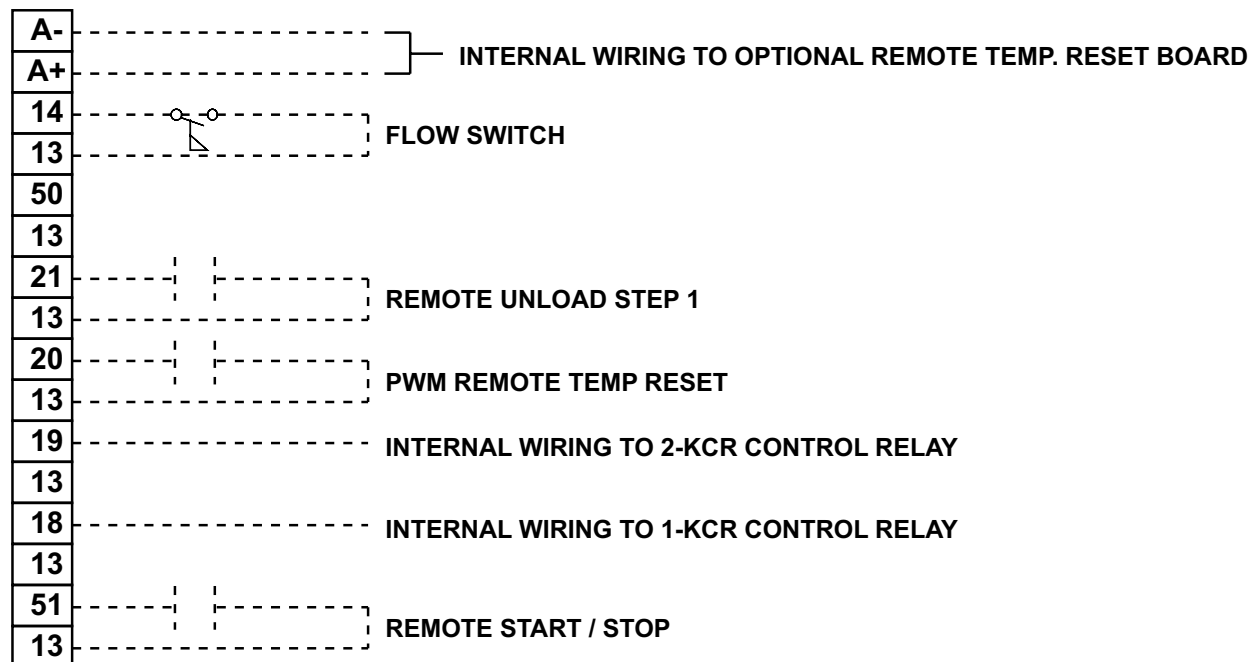 A-
INTERNAL WIRING TO OPTIONAL REMOTE TEMP. RESET BOARD
A+
14
FLOW SWITCH
13
50
13
21
REMOTE UNLOAD STEP 1
13
20
PWM REMOTE TEMP RESET
13
19
INTERNAL WIRING TO 2-KCR CONTROL RELAY
13
18
INTERNAL WIRING TO 1-KCR CONTROL RELAY
13
51
REMOTE START / STOP
13